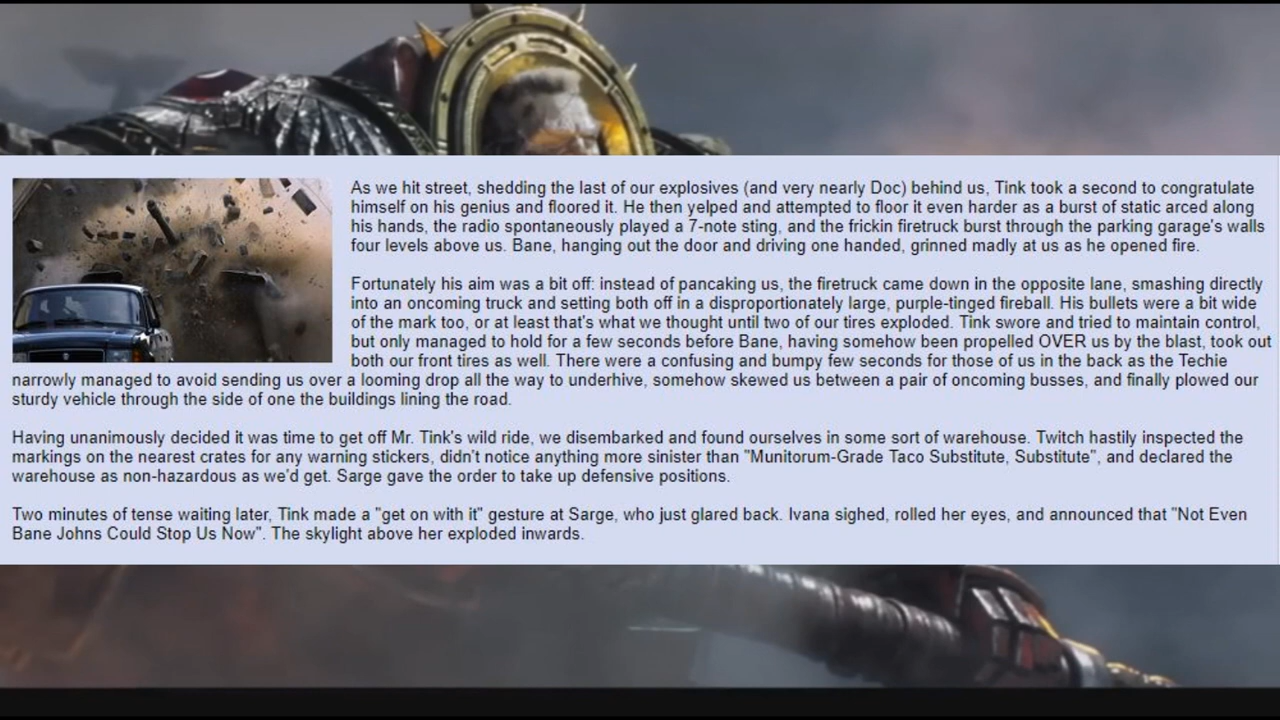 As we hit street, shedding the last of our explosives (and very nearly Doc) behind us, Tink took a second to congratulate
himself on his genius and floored it. He then yelped and attempted to floor it even harder as a burst of static arced along
his hands, the radio spontaneously played a 7-note sting, and the frickin firetruck burst through the parking garage's walls
four levels above us. Bane, hanging out the door and driving one handed, grinned madly at us as he opened fire.
Fortunately his aim was a bit off: instead of pancaking us, the firetruck came down in the opposite lane, smashing directly
into an oncoming truck and setting both off in a disproportionately large, purple-tinged fireball. His bullets were a bit wide
of the mark too, or at least that's what we thought until two of our tires exploded. Tink swore and tried to maintain control,
but only managed to hold for a few seconds before Bane, having somehow been propelled OVER us by the blast, took out
both our front tires as well. There were a confusing and bumpy few seconds for those of us in the back as the Techie
narrowly managed to avoid sending us over a looming drop all the way to underhive, somehow skewed us between a pair of oncoming busses, and finally plowed our
sturdy vehicle through the side of one the buildings lining the road.
Having unanimously decided it was time to get off Mr. Tink's wild ride, we disembarked and found ourselves in some sort of warehouse. Twitch hastily inspected the
markings on the nearest crates for any warning stickers, didn't notice anything more sinister than "Munitorum-Grade Taco Substitute, Substitute", and declared the
warehouse as non-hazardous as we'd get. Sarge gave the order to take up defensive positions.
Two minutes of tense waiting later, Tink made a "get on with it" gesture at Sarge, who just glared back. Ivana sighed, rolled her eyes, and announced that "Not Even
Bane Johns Could Stop Us Now". The skylight above her exploded inwards.